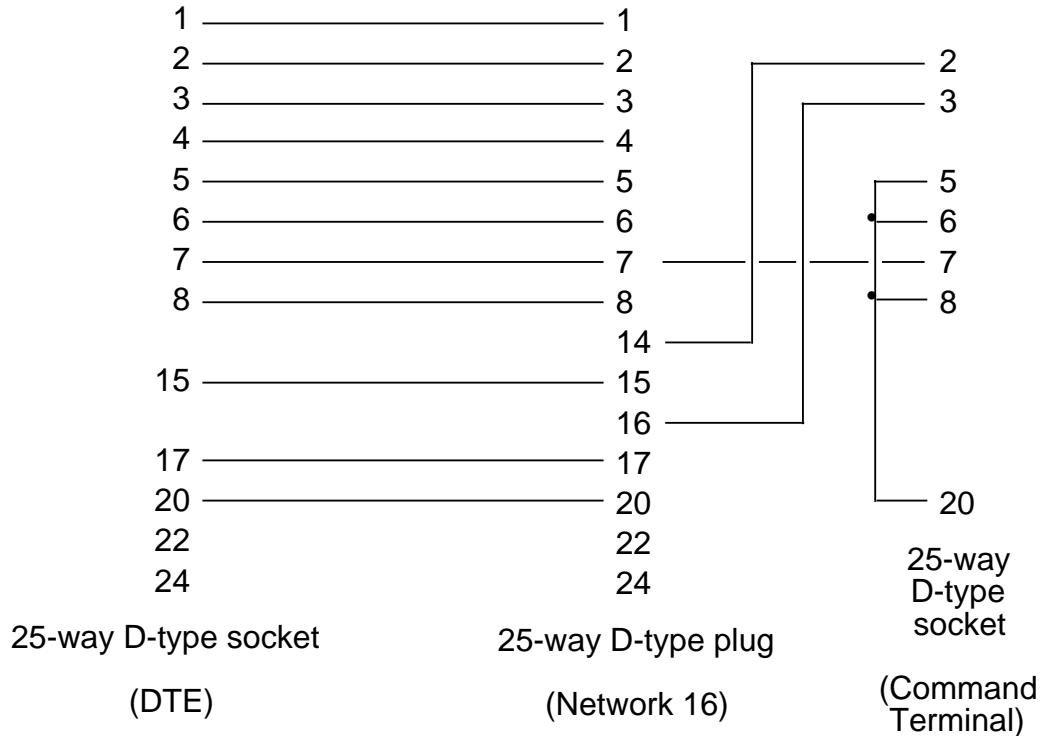 1 1
2 2 2
3 3 3
4 4
5 5 5
6 6 6
7 7 7
8 8 8
14
15 15
16
17 17
20 20 20
22 22
24 24
25-way D-type socket
(DTE)
25-way D-type plug
(Network 16)
25-way
D-type
socket
(Command
Terminal)